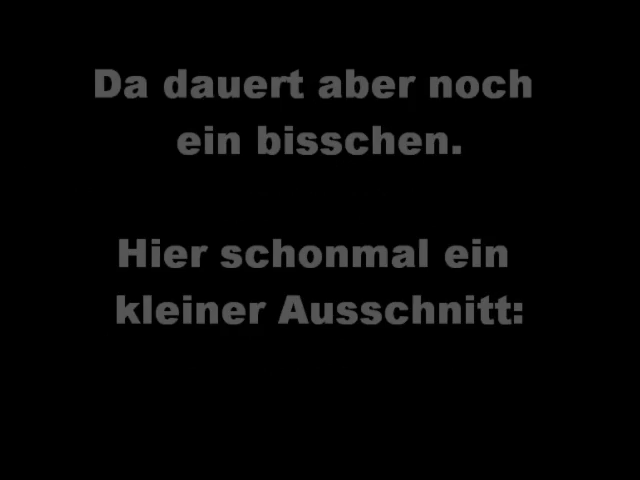 Da dauert aber noch
ein bisschen.
Hier schonmal ein
kleiner Ausschnitt: